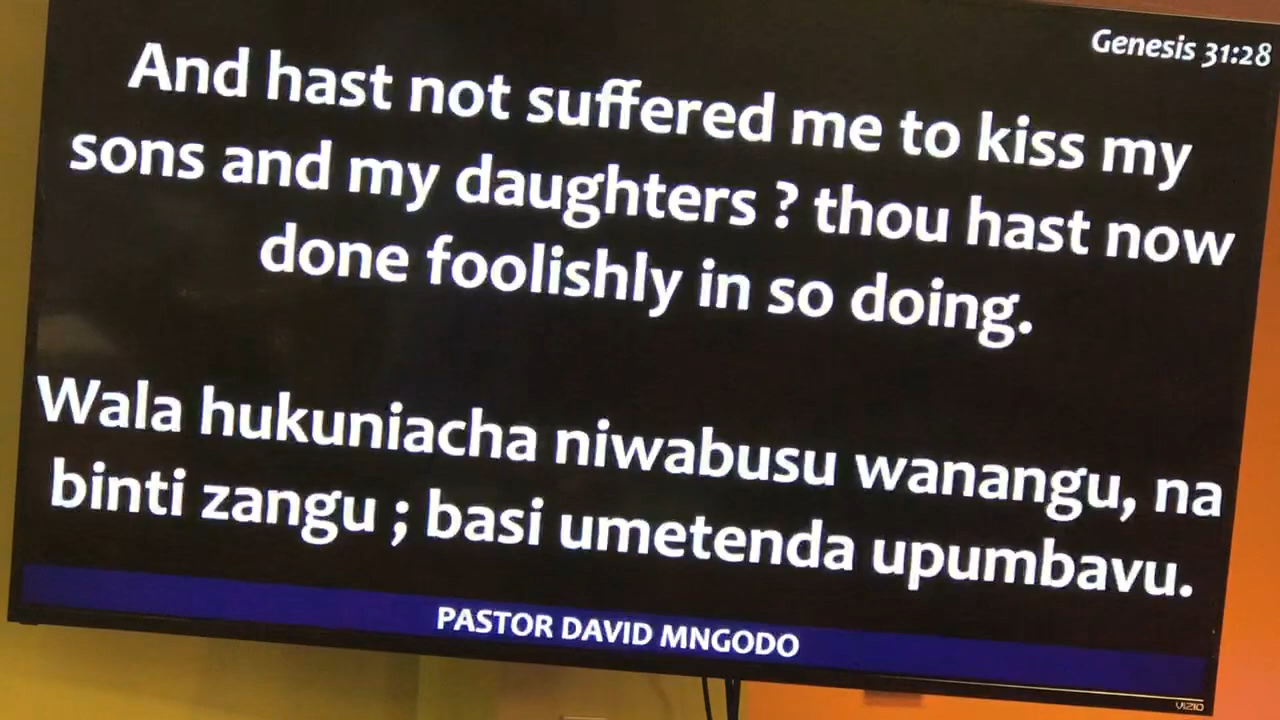 Genesis 31:28
And hast not suffered me to kiss my
sons and my daughters ? thou hast now
done foolishly in so doing.
Wala hukuniacha niwabusu wanangu, na
binti zangu ; basi umetenda upumbavu.
PASTOR DAVID MNGODO
VIZIO